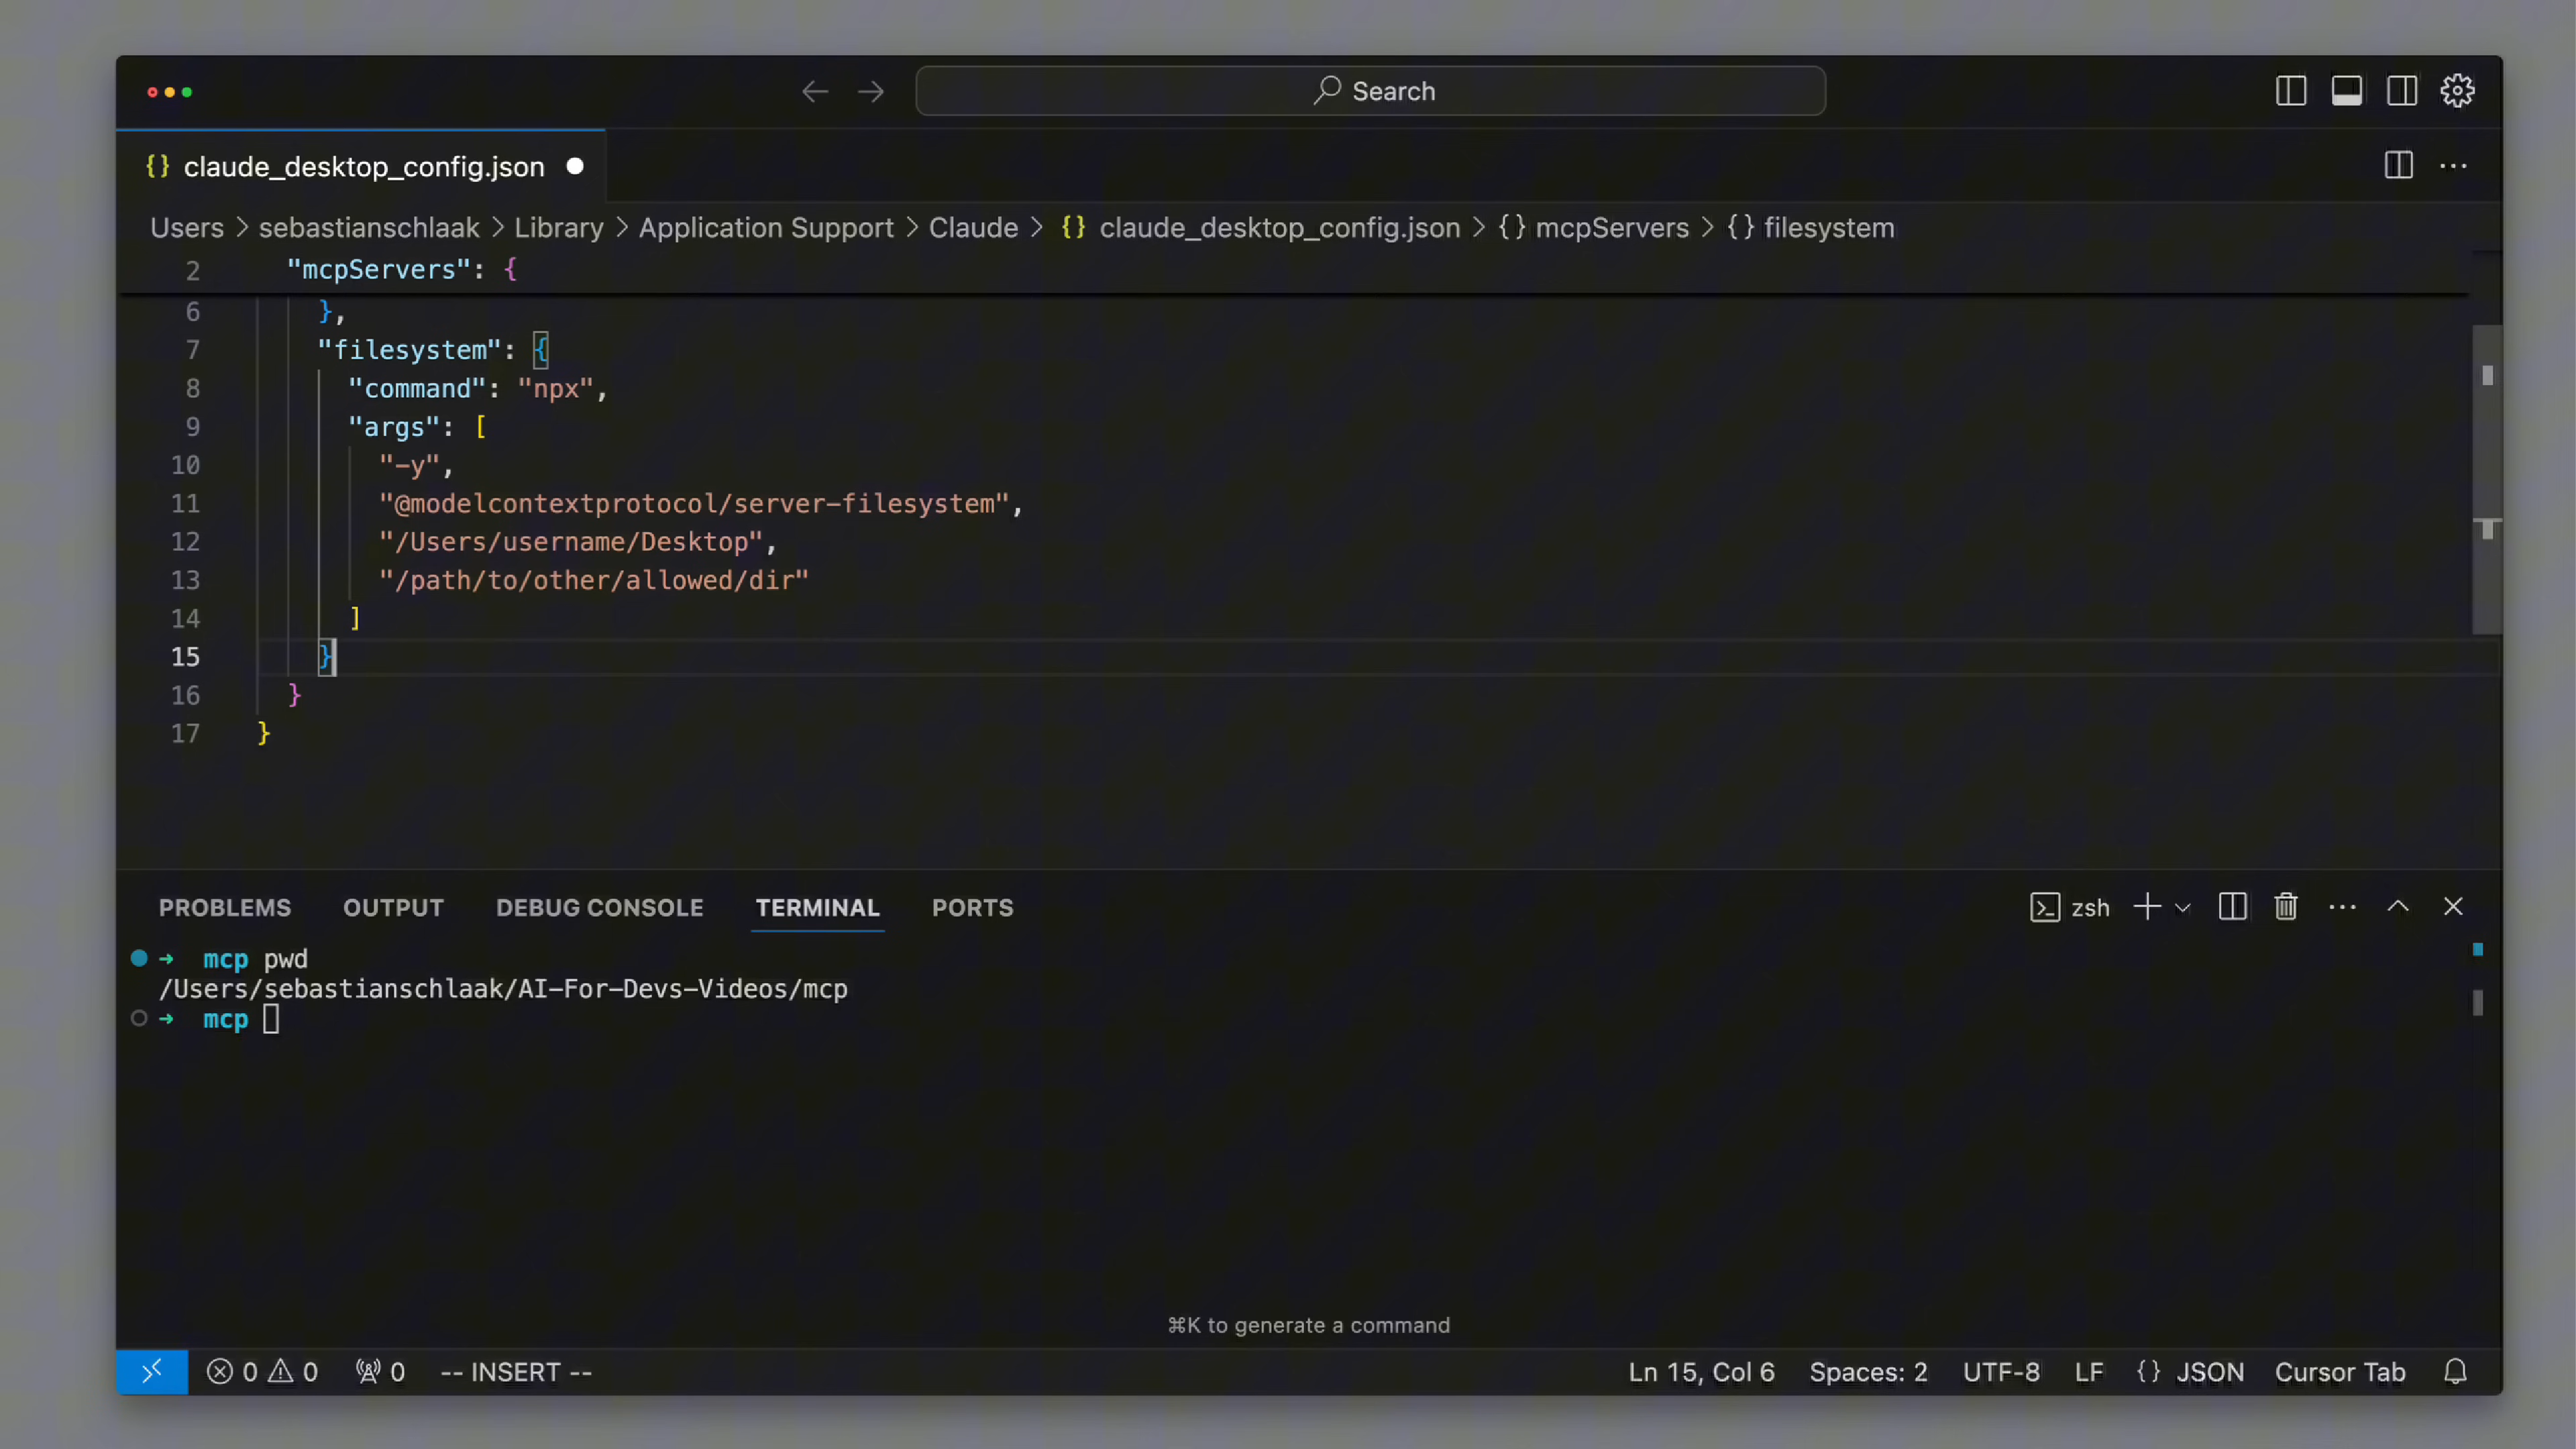 Search
{} claude_desktop_config.json
Users > sebastianschlaak > Library > Application Support > Claude > {} claude_desktop_config.json > {} mcpServers > {} filesystem
2 "mcpServers": {
6 },
7 "filesystem": {
8 "command": "npx",
9 "args": [
10 "-y",
11 "@modelcontextprotocol/server-filesystem",
12 "/Users/username/Desktop",
13 "/path/to/other/allowed/dir"
14 ]
15 }
16 }
17 }
PROBLEMS OUTPUT DEBUG CONSOLE TERMINAL PORTS zsh
→ mcp pwd
/Users/sebastianschlaak/AI-For-Devs-Videos/mcp
→ mcp
⌘K to generate a command
0 0 0 -- INSERT -- Ln 15, Col 6 Spaces: 2 UTF-8 LF {} JSON Cursor Tab